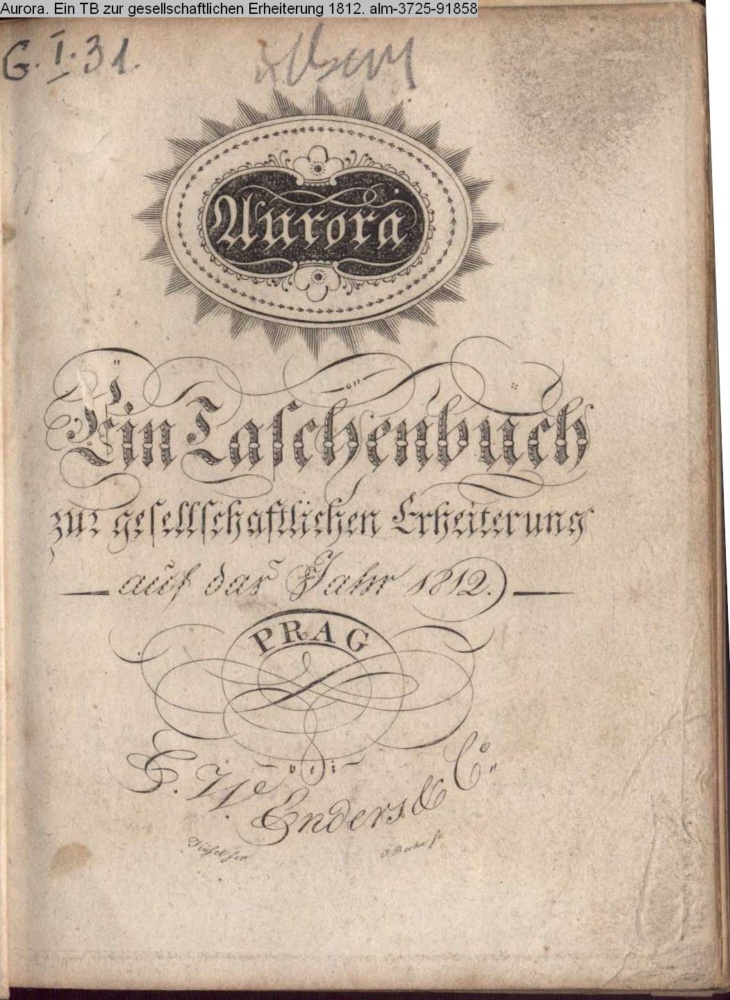 Aurora. Ein TB zur gesellschaftlichen Erheiterung 1812. alm-3725-91858
G. I. 31.
Aurora
Ein Taschenbuch
zur gesellschaftlichen Erheiterung
auf das Jahr 1812.
PRAG
bei
C. W. Enders & Co.